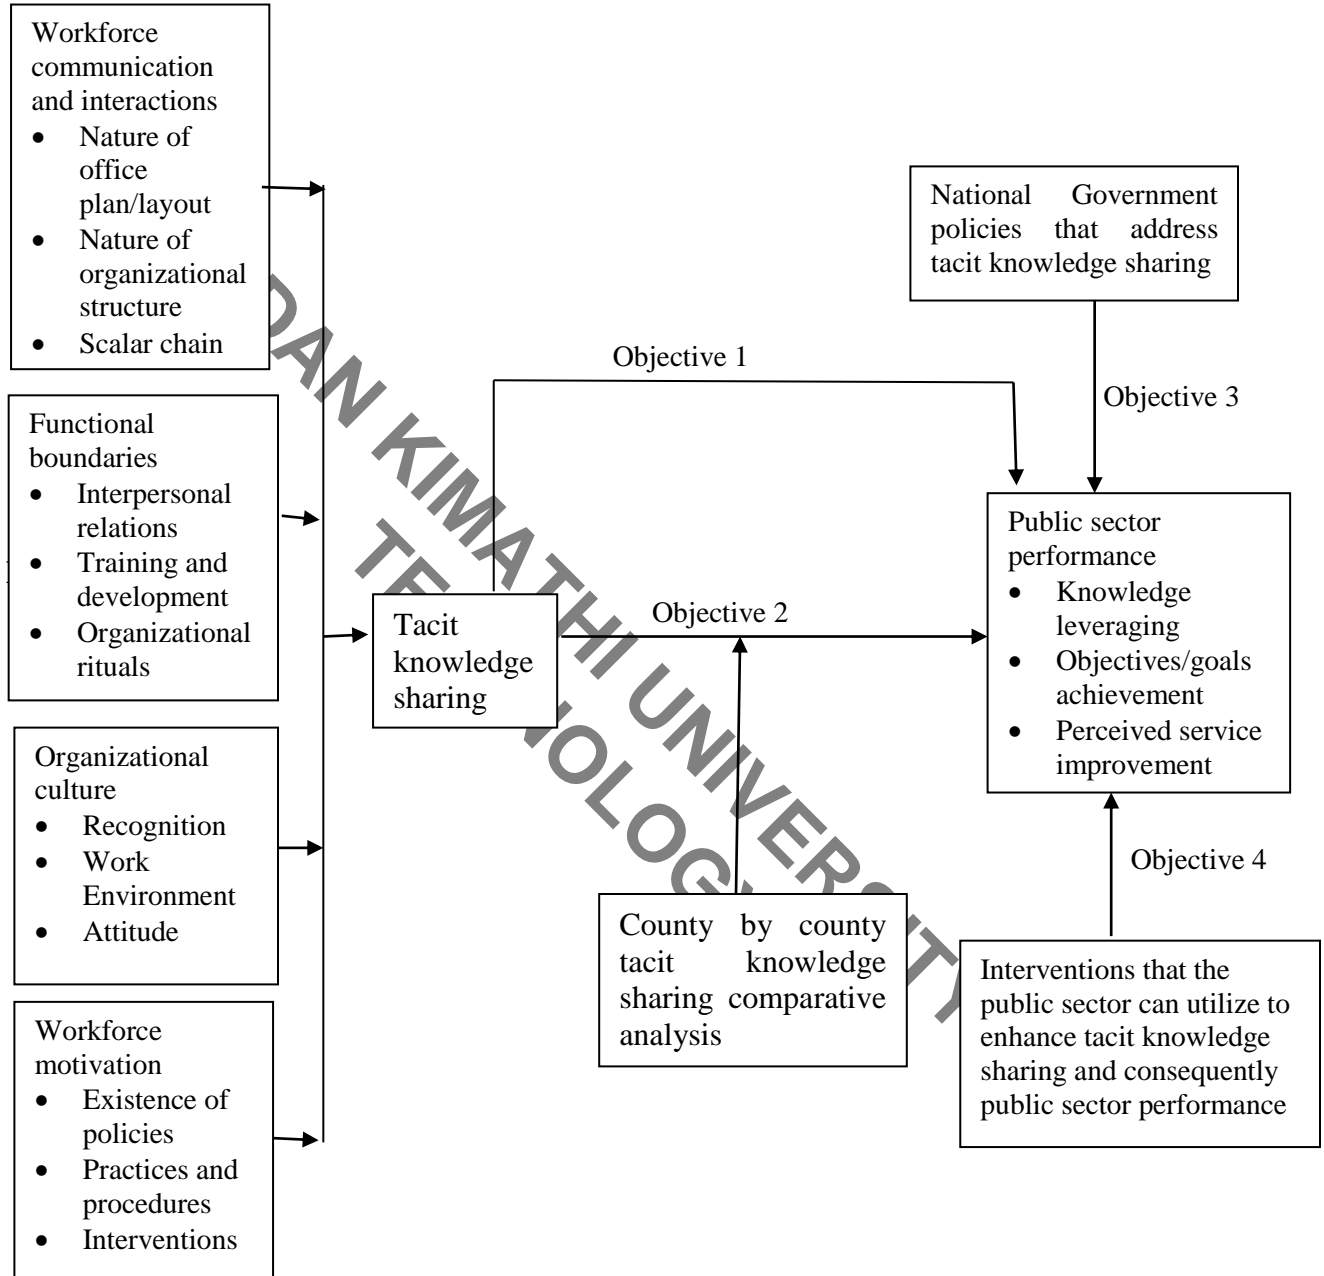 Workforce
communication
and interactions
• Nature of
office
plan/layout
• Nature of
organizational
structure
• Scalar chain
Functional
boundaries
• Interpersonal
relations
• Training and
development
• Organizational
rituals
Organizational
culture
• Recognition
• Work
Environment
• Attitude
Workforce
motivation
• Existence of
policies
• Practices and
procedures
• Interventions
Tacit
knowledge
sharing
Objective 1
Objective 2
County by county
tacit knowledge
sharing comparative
analysis
National Government
policies that address
tacit knowledge sharing
Objective 3
Public sector
performance
• Knowledge
leveraging
• Objectives/goals
achievement
• Perceived service
improvement
Objective 4
Interventions that the
public sector can utilize to
enhance tacit knowledge
sharing and consequently
public sector performance
DAN KIMATHI UNIVERSITY